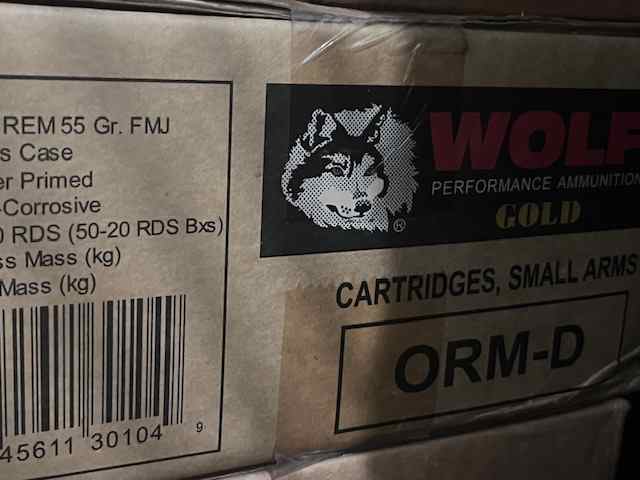 REM 55 Gr. FMJ
s Case
er Primed
-Corrosive
0 RDS (50-20 RDS Bxs)
ss Mass (kg)
Mass (kg)
45611 30104 9
WOLF
PERFORMANCE AMMUNITION
GOLD
®
CARTRIDGES, SMALL ARMS
ORM-D